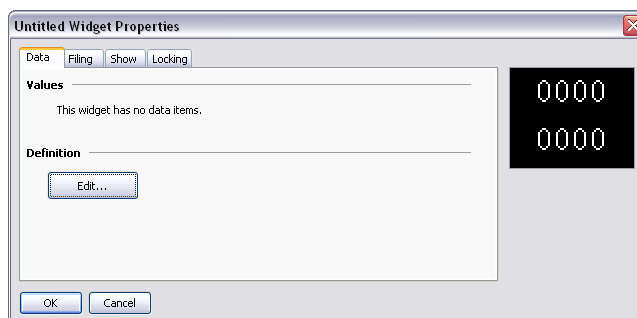 Untitled Widget Properties
Data Filing Show Locking
Values
This widget has no data items.
Definition
Edit...
OK Cancel
0000
0000